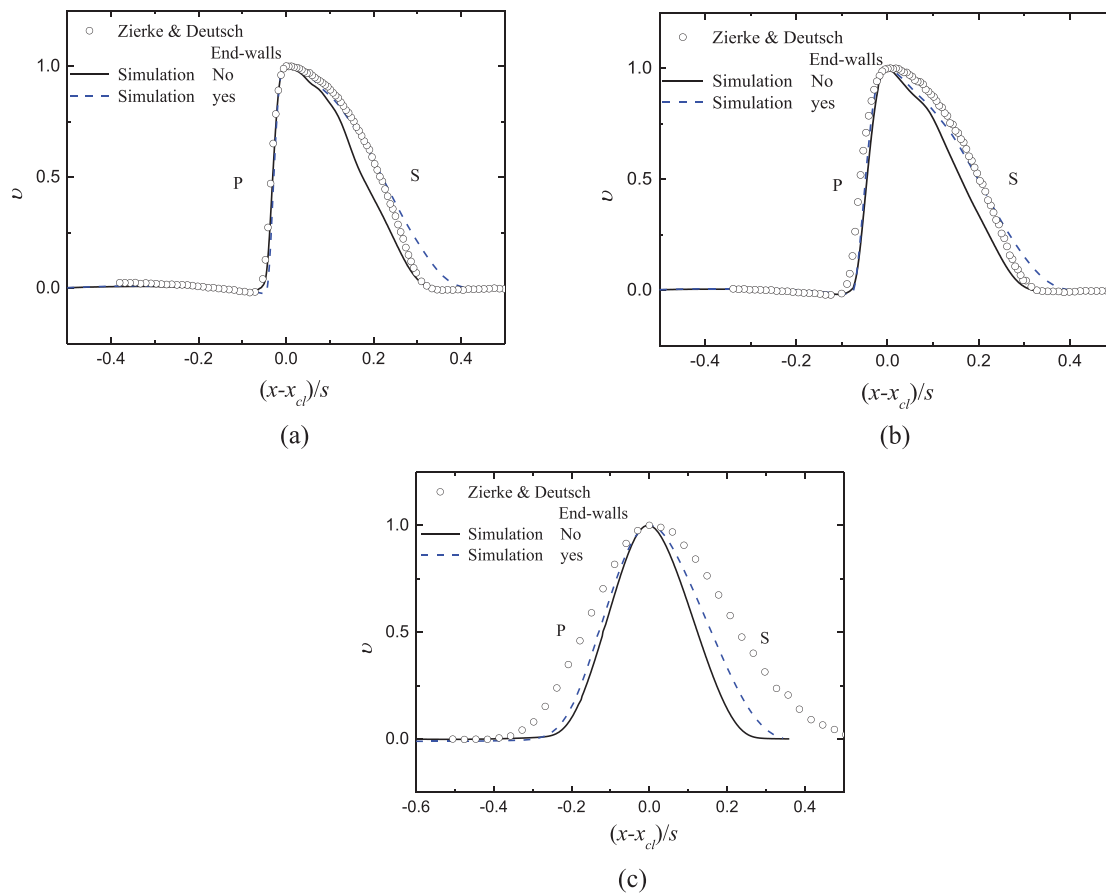 Zierke & Deutsch
End-walls
Simulation No
Simulation yes
1.0
0.5
0.0
υ
P
S
-0.4
-0.2
0.0
0.2
0.4
(x-x_cl)/s
(a)
Zierke & Deutsch
End-walls
Simulation No
Simulation yes
1.0
0.5
0.0
υ
P
S
-0.4
-0.2
0.0
0.2
0.4
(x-x_cl)/s
(b)
Zierke & Deutsch
End-walls
Simulation No
Simulation yes
1.0
0.5
0.0
υ
P
S
-0.6
-0.4
-0.2
0.0
0.2
0.4
(x-x_cl)/s
(c)